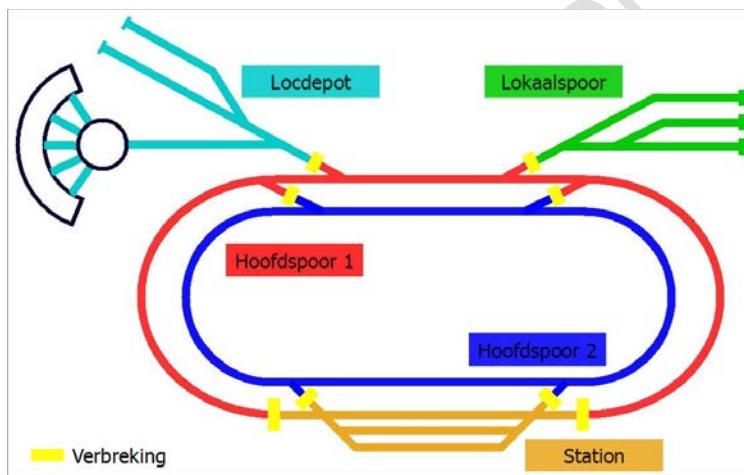 Locdepot
Lokaalspoor
Hoofdspoor 1
Hoofdspoor 2
Verbreking
Station